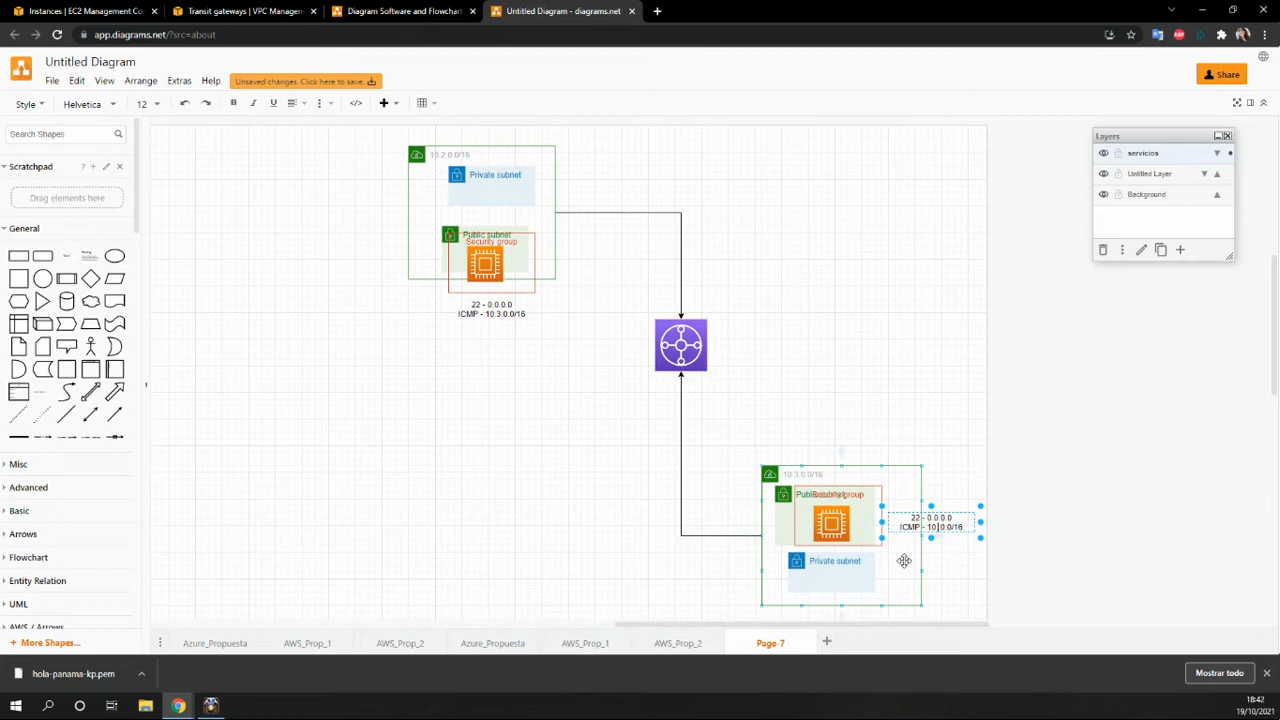 Instances | EC2 Management Co
Transit gateways | VPC Manageme
Diagram Software and Flowchart
Untitled Diagram - diagrams.net
app.diagrams.net/?src=about
Untitled Diagram
File
Edit
View
Arrange
Extras
Help
Unsaved changes. Click here to save.
Share
Style
Helvetica
12
B
I
U
Search Shapes
Scratchpad
Drag elements here
General
Misc
Advanced
Basic
Arrows
Flowchart
Entity Relation
UML
AWS / Arrows
+ More Shapes...
10.2.0.0/16
Private subnet
Public subnet
Security group
22 - 0.0.0.0
ICMP - 10.3.0.0/16
10.3.0.0/16
Security group
22 - 0.0.0.0
ICMP - 10.0.0/16
Private subnet
Layers
servicios
Untitled Layer
Background
Azure_Propuesta
AWS_Prop_1
AWS_Prop_2
Azure_Propuesta
AWS_Prop_1
AWS_Prop_2
Page-7
hola-panama-kp.pem
Mostrar todo
18:42
19/10/2021